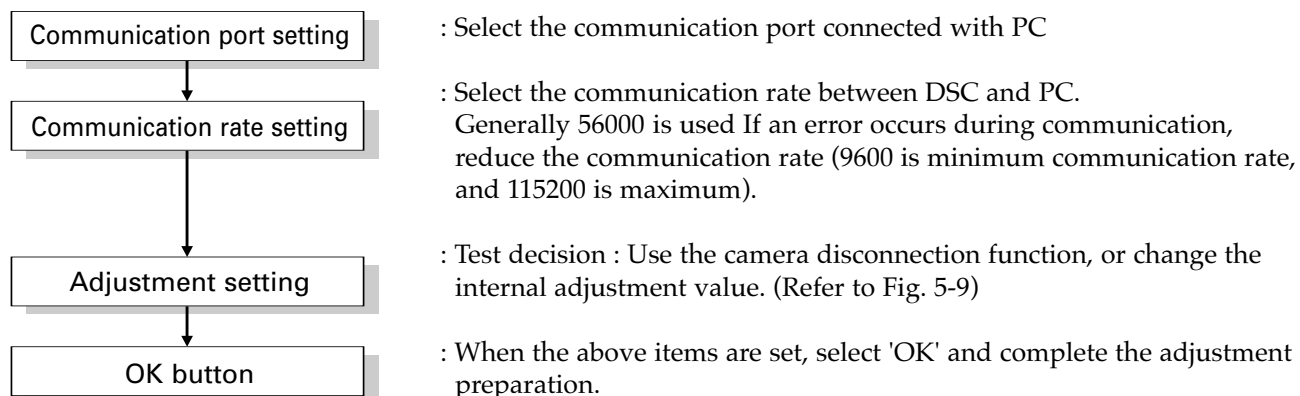 Communication port setting : Select the communication port connected with PC
Communication rate setting : Select the communication rate between DSC and PC.
Generally 56000 is used If an error occurs during communication,
reduce the communication rate (9600 is minimum communication rate,
and 115200 is maximum).
Adjustment setting : Test decision : Use the camera disconnection function, or change the
internal adjustment value. (Refer to Fig. 5-9)
OK button : When the above items are set, select 'OK' and complete the adjustment
preparation.